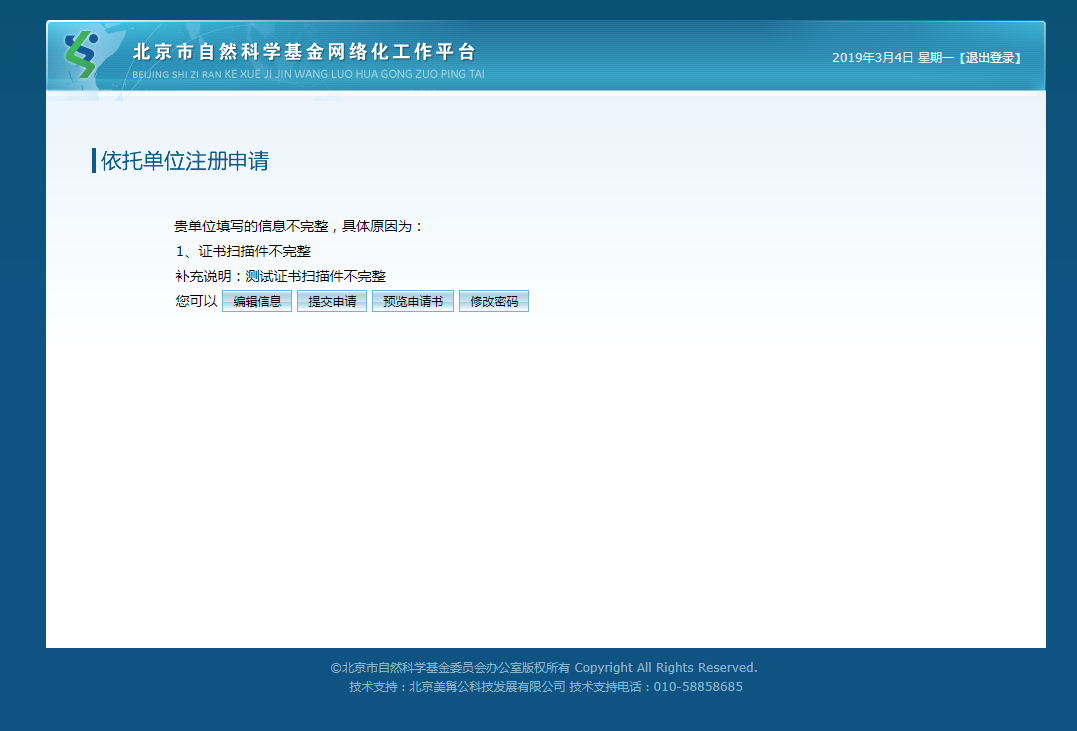 北京市自然科学基金网络化工作平台
BEIJING SHI ZI RAN KE XUE JI JIN WANG LUO HUA GONG ZUO PING TAI
2019年3月4日 星期一 【退出登录】
依托单位注册申请
贵单位填写的信息不完整，具体原因为：
1、证书扫描件不完整
补充说明：测试证书扫描件不完整
您可以 编辑信息 提交申请 预览申请书 修改密码
©北京市自然科学基金委员会办公室版权所有 Copyright All Rights Reserved.
技术支持：北京美髯公科技发展有限公司 技术支持电话：010-58858685